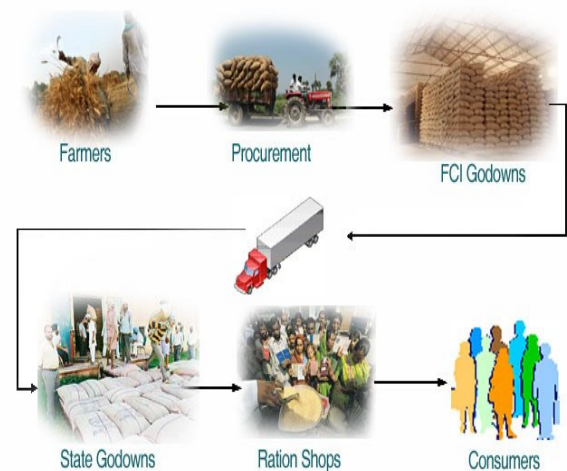 Farmers
Procurement
FCI Godowns
State Godowns
Ration Shops
Consumers